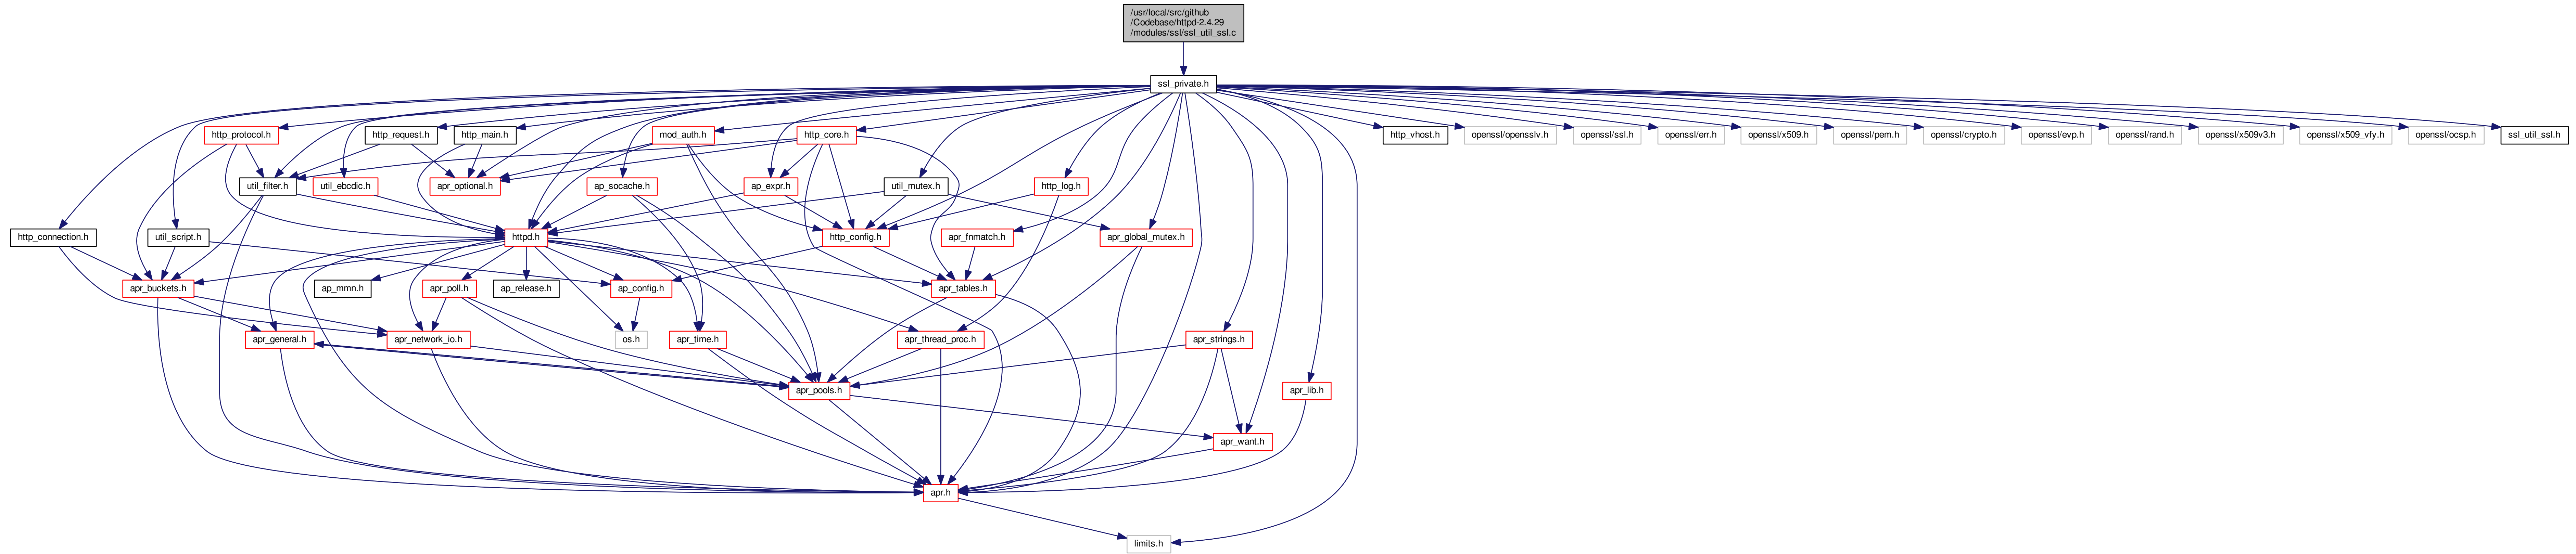 /usr/local/src/github
/Codebase/httpd-2.4.29
/modules/ssl/ssl_util_ssl.c
ssl_private.h
http_protocol.h
http_request.h
http_main.h
mod_auth.h
http_core.h
http_vhost.h
openssl/opensslv.h
openssl/ssl.h
openssl/err.h
openssl/x509.h
openssl/pem.h
openssl/crypto.h
openssl/evp.h
openssl/rand.h
openssl/x509v3.h
openssl/x509_vfy.h
openssl/ocsp.h
ssl_util_ssl.h
util_filter.h
util_ebcdic.h
apr_optional.h
ap_socache.h
ap_expr.h
util_mutex.h
http_log.h
http_connection.h
util_script.h
httpd.h
http_config.h
apr_fnmatch.h
apr_global_mutex.h
apr_buckets.h
ap_mmn.h
apr_poll.h
ap_release.h
ap_config.h
apr_tables.h
apr_general.h
apr_network_io.h
os.h
apr_time.h
apr_thread_proc.h
apr_strings.h
apr_pools.h
apr_lib.h
apr_want.h
apr.h
limits.h